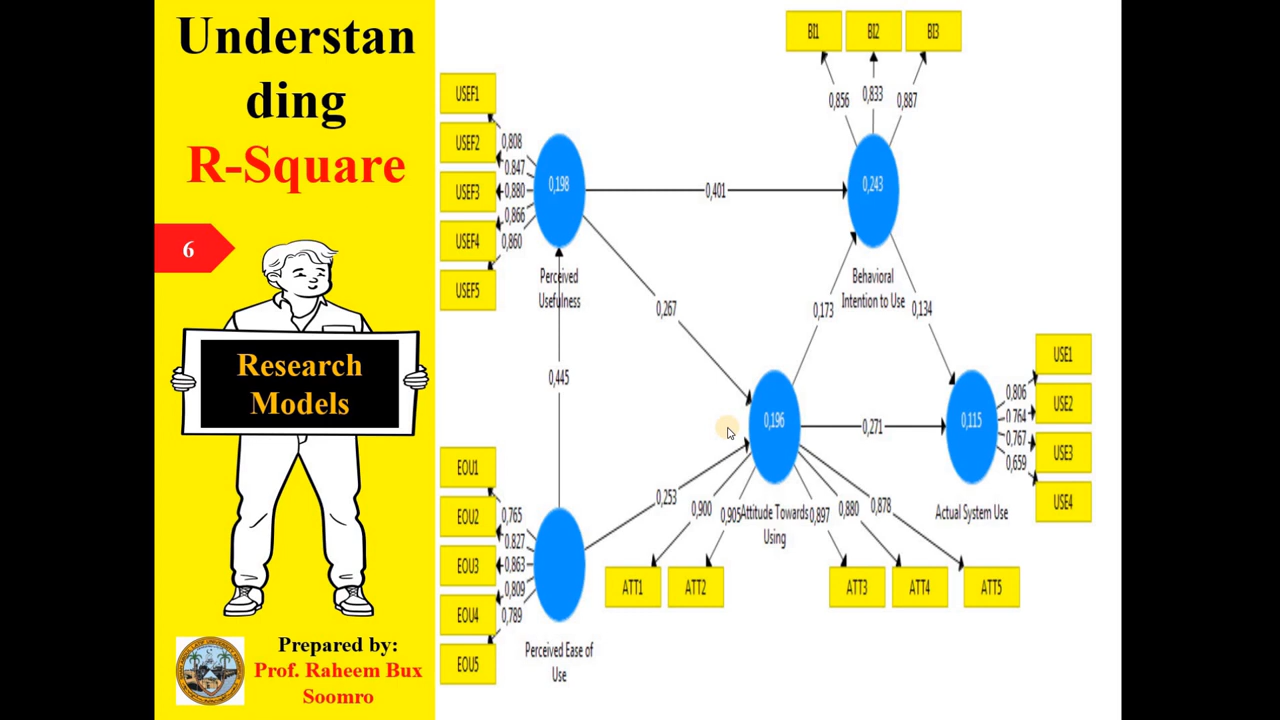 Understan
ding
R-Square
6
Research
Models
Prepared by:
Prof. Raheem Bux
Soomro
BI1 BI2 BI3
0,856 0,833 0,887
USEF1
USEF2
USEF3
USEF4
USEF5
0,808
0,847
0,880
0,866
0,860
0,198
0,401
0,243
Perceived
Usefulness
Behavioral
Intention to Use
0,267
0,173
0,134
0,445
USE1
USE2
USE3
USE4
0,806
0,764
0,767
0,659
0,196
0,271
0,115
EOU1
EOU2
EOU3
EOU4
EOU5
0,765
0,827
0,863
0,809
0,789
0,253
0,900
0,905
0,897
0,880
0,878
Attitude Towards
Using
Actual System Use
ATT1 ATT2 ATT3 ATT4 ATT5
Perceived Ease of
Use